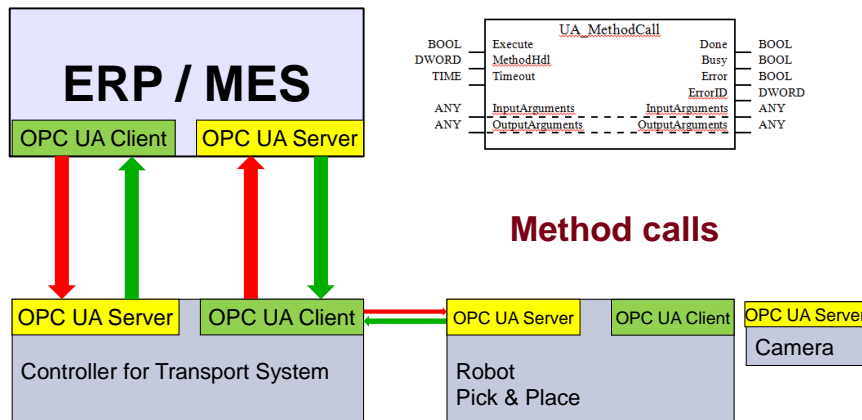 ERP / MES
OPC UA Client
OPC UA Server
UA_MethodCall
BOOL Execute Done BOOL
DWORD MethodHdl Busy BOOL
TIME Timeout Error BOOL
ErrorID DWORD
ANY InputArguments InputArguments ANY
ANY OutputArguments OutputArguments ANY
Method calls
OPC UA Server
OPC UA Client
Controller for Transport System
OPC UA Server
OPC UA Client
Robot
Pick & Place
OPC UA Server
Camera